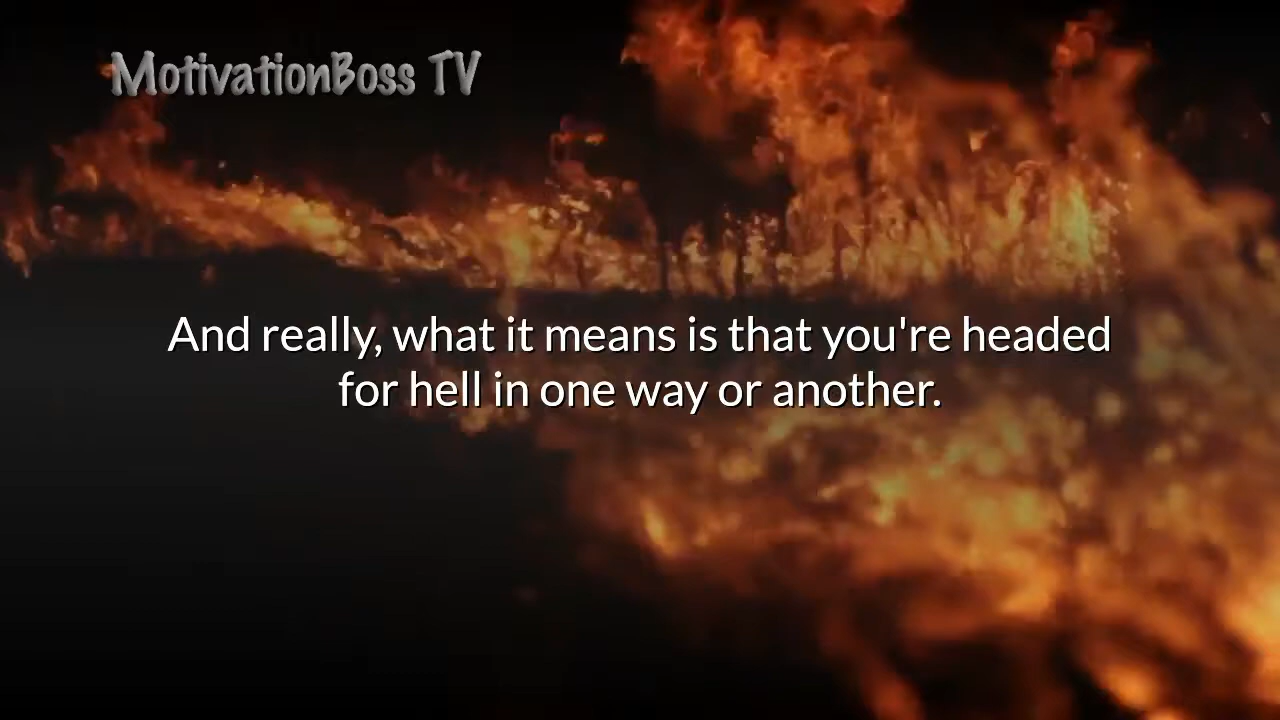 MotivationBoss TV
And really, what it means is that you're headed
for hell in one way or another.